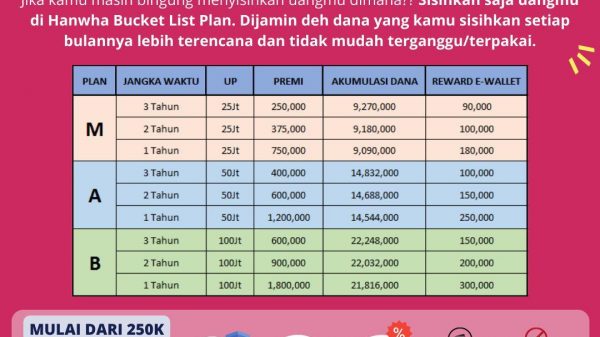 Jika kamu masih bingung menyisihkan uangmu dimana?? Sisihkan saja uangmu
di Hanwha Bucket List Plan. Dijamin deh dana yang kamu sisihkan setiap
bulannya lebih terencana dan tidak mudah terganggu/terpakai.
PLAN JANGKA WAKTU UP PREMI AKUMULASI DANA REWARD E-WALLET
M
3 Tahun 25Jt 250,000 9,270,000 90,000
2 Tahun 25Jt 375,000 9,180,000 100,000
1 Tahun 25Jt 750,000 9,090,000 180,000
A
3 Tahun 50Jt 400,000 14,832,000 100,000
2 Tahun 50Jt 600,000 14,688,000 150,000
1 Tahun 50Jt 1,200,000 14,544,000 250,000
B
3 Tahun 100Jt 600,000 22,248,000 150,000
2 Tahun 100Jt 900,000 22,032,000 200,000
1 Tahun 100Jt 1,800,000 21,816,000 300,000
MULAI DARI 250K
%